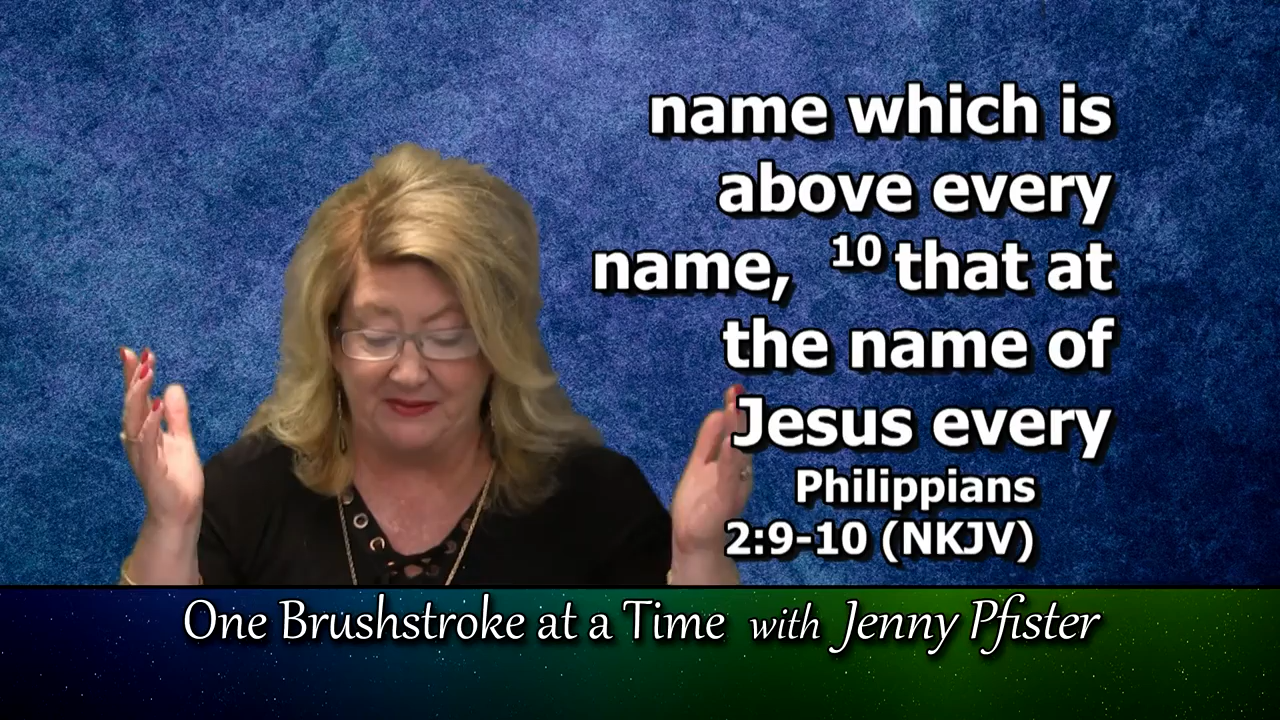 name which is
above every
name, 10 that at
the name of
Jesus every
Philippians
2:9-10 (NKJV)
One Brushstroke at a Time with Jenny Pfister